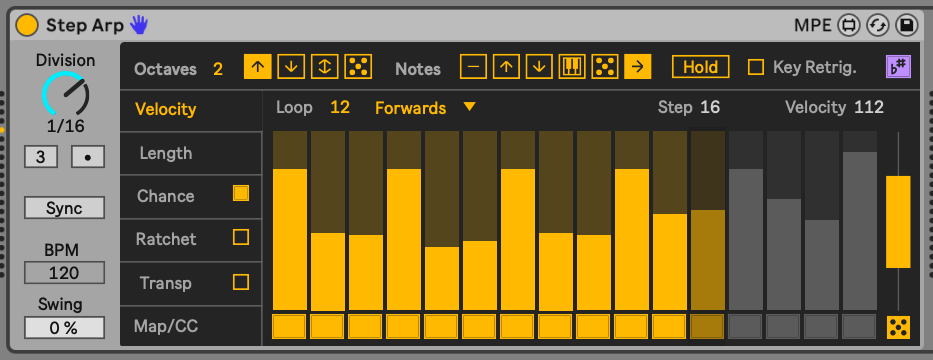 Step Arp MPE
Division
1/16
3
Sync
BPM
120
Swing
0 %
Octaves 2 Notes Hold Key Retrig. b#
Velocity
Length
Chance
Ratchet
Transp
Map/CC
Loop 12 Forwards Step 16 Velocity 112